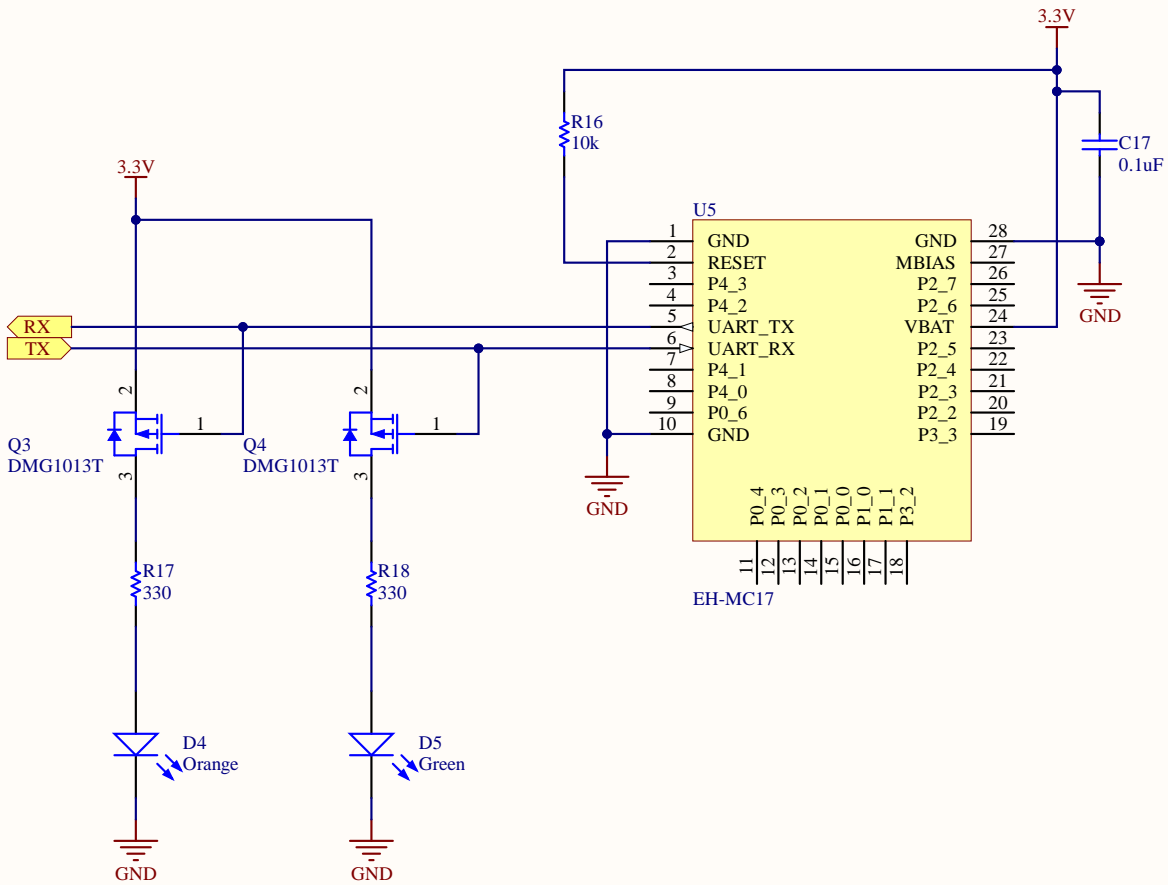 3.3V
R16
10k
C17
0.1uF
3.3V
U5
1 GND
2 RESET
3 P4_3
4 P4_2
5 UART_TX
6 UART_RX
7 P4_1
8 P4_0
9 P0_6
10 GND
GND 28
MBIAS 27
P2_7 26
P2_6 25
VBAT 24
P2_5 23
P2_4 22
P2_3 21
P2_2 20
P3_3 19
GND
RX
TX
2
1
Q3
DMG1013T
3
2
1
Q4
DMG1013T
3
GND
P0_4
P0_3
P0_2
P0_1
P0_0
P1_0
P1_1
P3_2
11
12
13
14
15
16
17
18
EH-MC17
R17
330
R18
330
D4
Orange
D5
Green
GND
GND